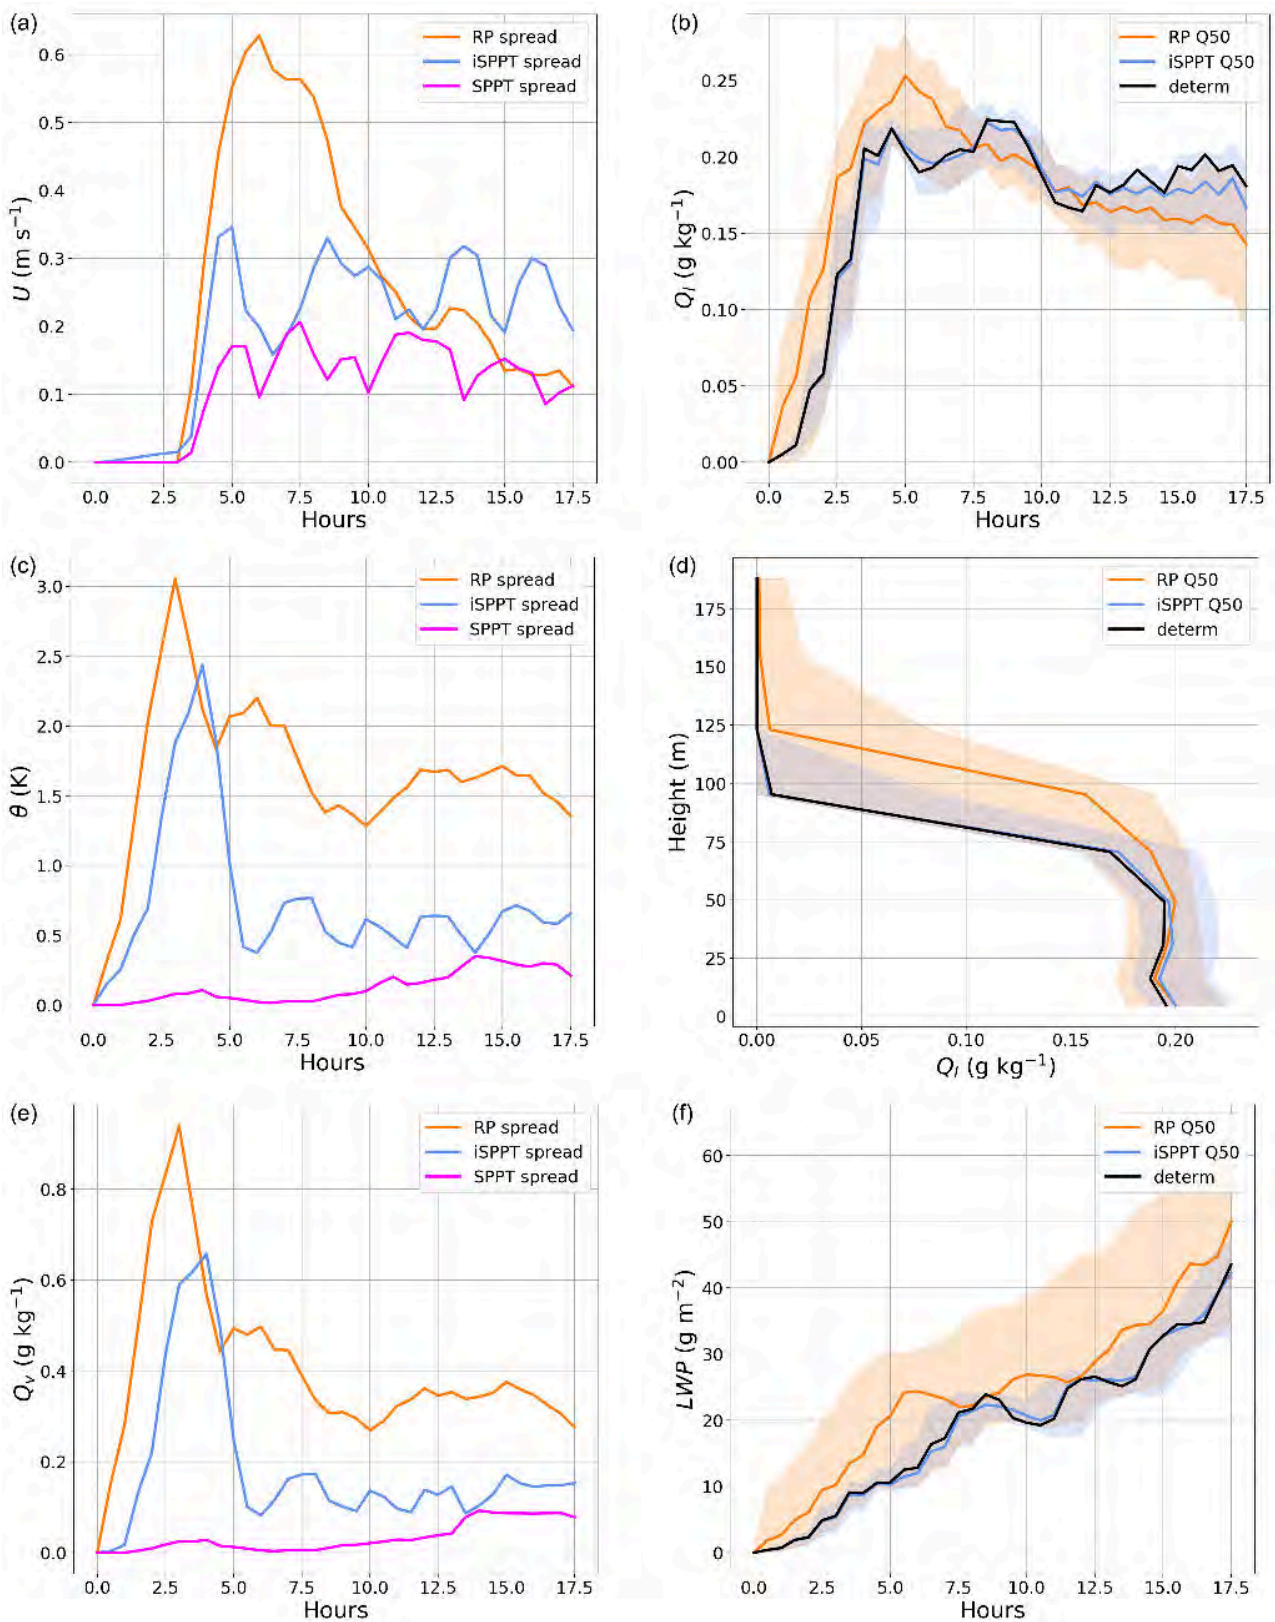 (a)
RP spread
iSPPT spread
SPPT spread
0.6
0.5
0.4
0.3
0.2
0.1
0.0
U (m s⁻¹)
0.0 2.5 5.0 7.5 10.0 12.5 15.0 17.5
Hours
(b)
RP Q50
iSPPT Q50
determ
0.25
0.20
0.15
0.10
0.05
0.00
Qₗ (g kg⁻¹)
0.0 2.5 5.0 7.5 10.0 12.5 15.0 17.5
Hours
(c)
RP spread
iSPPT spread
SPPT spread
3.0
2.5
2.0
1.5
1.0
0.5
0.0
θ (K)
0.0 2.5 5.0 7.5 10.0 12.5 15.0 17.5
Hours
(d)
RP Q50
iSPPT Q50
determ
175
150
125
100
75
50
25
0
Height (m)
0.00 0.05 0.10 0.15 0.20
Qₗ (g kg⁻¹)
(e)
RP spread
iSPPT spread
SPPT spread
0.8
0.6
0.4
0.2
0.0
Qᵥ (g kg⁻¹)
0.0 2.5 5.0 7.5 10.0 12.5 15.0 17.5
Hours
(f)
RP Q50
iSPPT Q50
determ
60
50
40
30
20
10
0
LWP (g m⁻²)
0.0 2.5 5.0 7.5 10.0 12.5 15.0 17.5
Hours